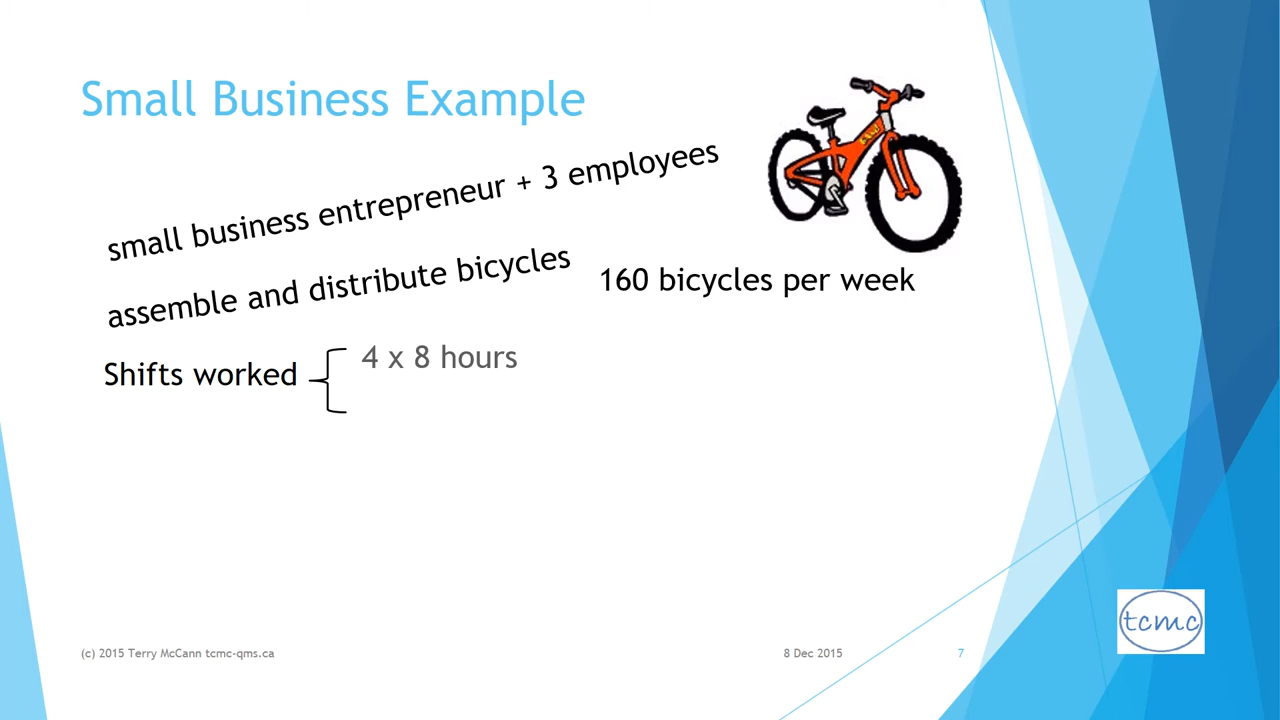 Small Business Example
small business entrepreneur + 3 employees
assemble and distribute bicycles
160 bicycles per week
Shifts worked
4 x 8 hours
(c) 2015 Terry McCann tcmc-qms.ca
8 Dec 2015
7
tcmc